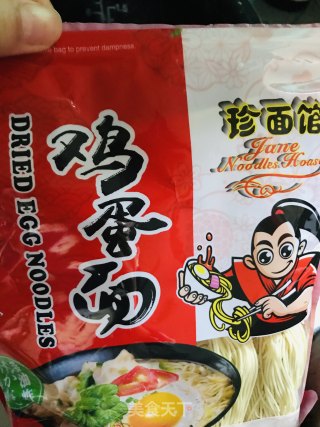 bag to prevent dampness.
珍面馆
Jane
Noodles House
鸡蛋面
DRIED EGG NOODLES
美食天下